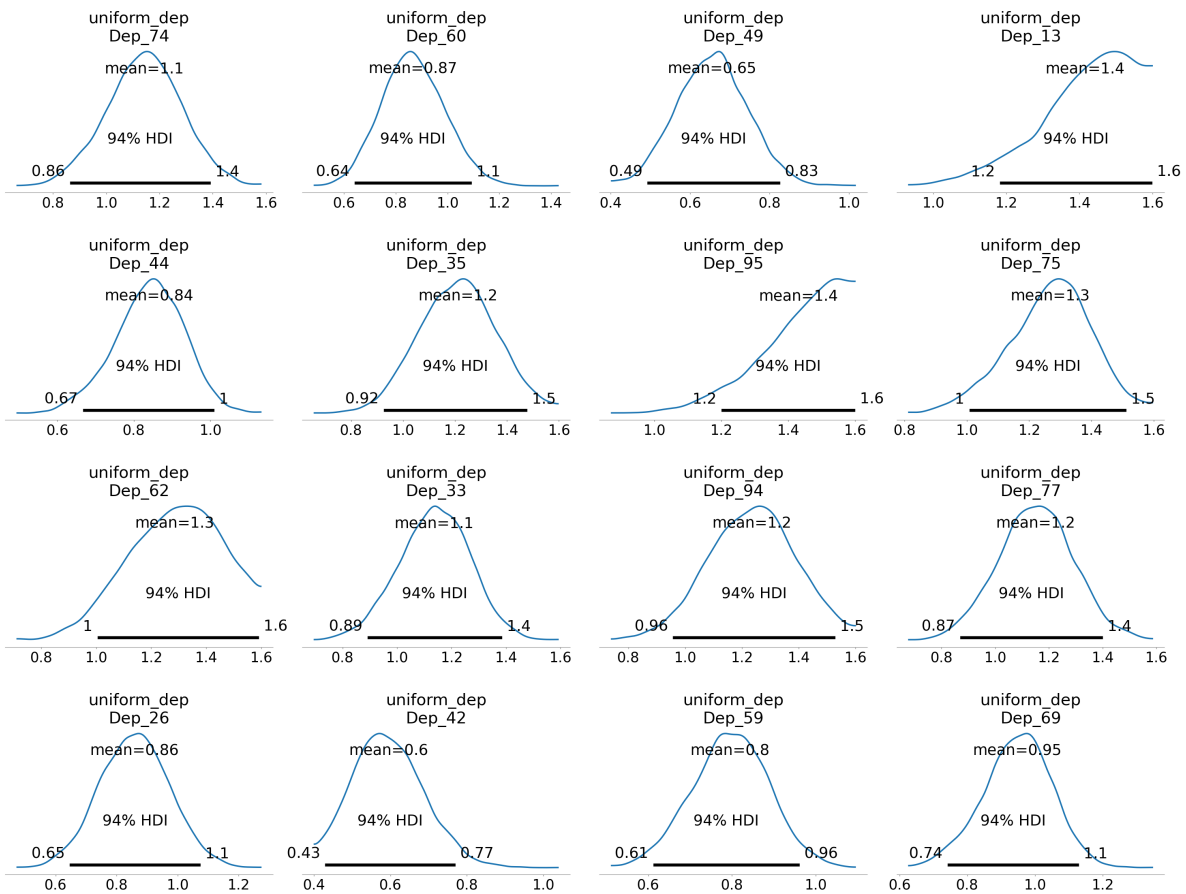 uniform_dep
Dep_74
mean=1.1
94% HDI
0.86
1.4
0.8 1.0 1.2 1.4 1.6
uniform_dep
Dep_60
mean=0.87
94% HDI
0.64
1.1
0.6 0.8 1.0 1.2 1.4
uniform_dep
Dep_49
mean=0.65
94% HDI
0.49
0.83
0.4 0.6 0.8 1.0
uniform_dep
Dep_13
mean=1.4
94% HDI
1.2
1.6
1.0 1.2 1.4 1.6
uniform_dep
Dep_44
mean=0.84
94% HDI
0.67
1
0.6 0.8 1.0
uniform_dep
Dep_35
mean=1.2
94% HDI
0.92
1.5
0.8 1.0 1.2 1.4 1.6
uniform_dep
Dep_95
mean=1.4
94% HDI
1.2
1.6
1.0 1.2 1.4 1.6
uniform_dep
Dep_75
mean=1.3
94% HDI
1
1.5
0.8 1.0 1.2 1.4 1.6
uniform_dep
Dep_62
mean=1.3
94% HDI
1
1.6
0.8 1.0 1.2 1.4 1.6
uniform_dep
Dep_33
mean=1.1
94% HDI
0.89
1.4
0.8 1.0 1.2 1.4 1.6
uniform_dep
Dep_94
mean=1.2
94% HDI
0.96
1.5
0.8 1.0 1.2 1.4 1.6
uniform_dep
Dep_77
mean=1.2
94% HDI
0.87
1.4
0.8 1.0 1.2 1.4 1.6
uniform_dep
Dep_26
mean=0.86
94% HDI
0.65
1.1
0.6 0.8 1.0 1.2
uniform_dep
Dep_42
mean=0.6
94% HDI
0.43
0.77
0.4 0.6 0.8 1.0
uniform_dep
Dep_59
mean=0.8
94% HDI
0.61
0.96
0.6 0.8 1.0
uniform_dep
Dep_69
mean=0.95
94% HDI
0.74
1.1
0.6 0.8 1.0 1.2